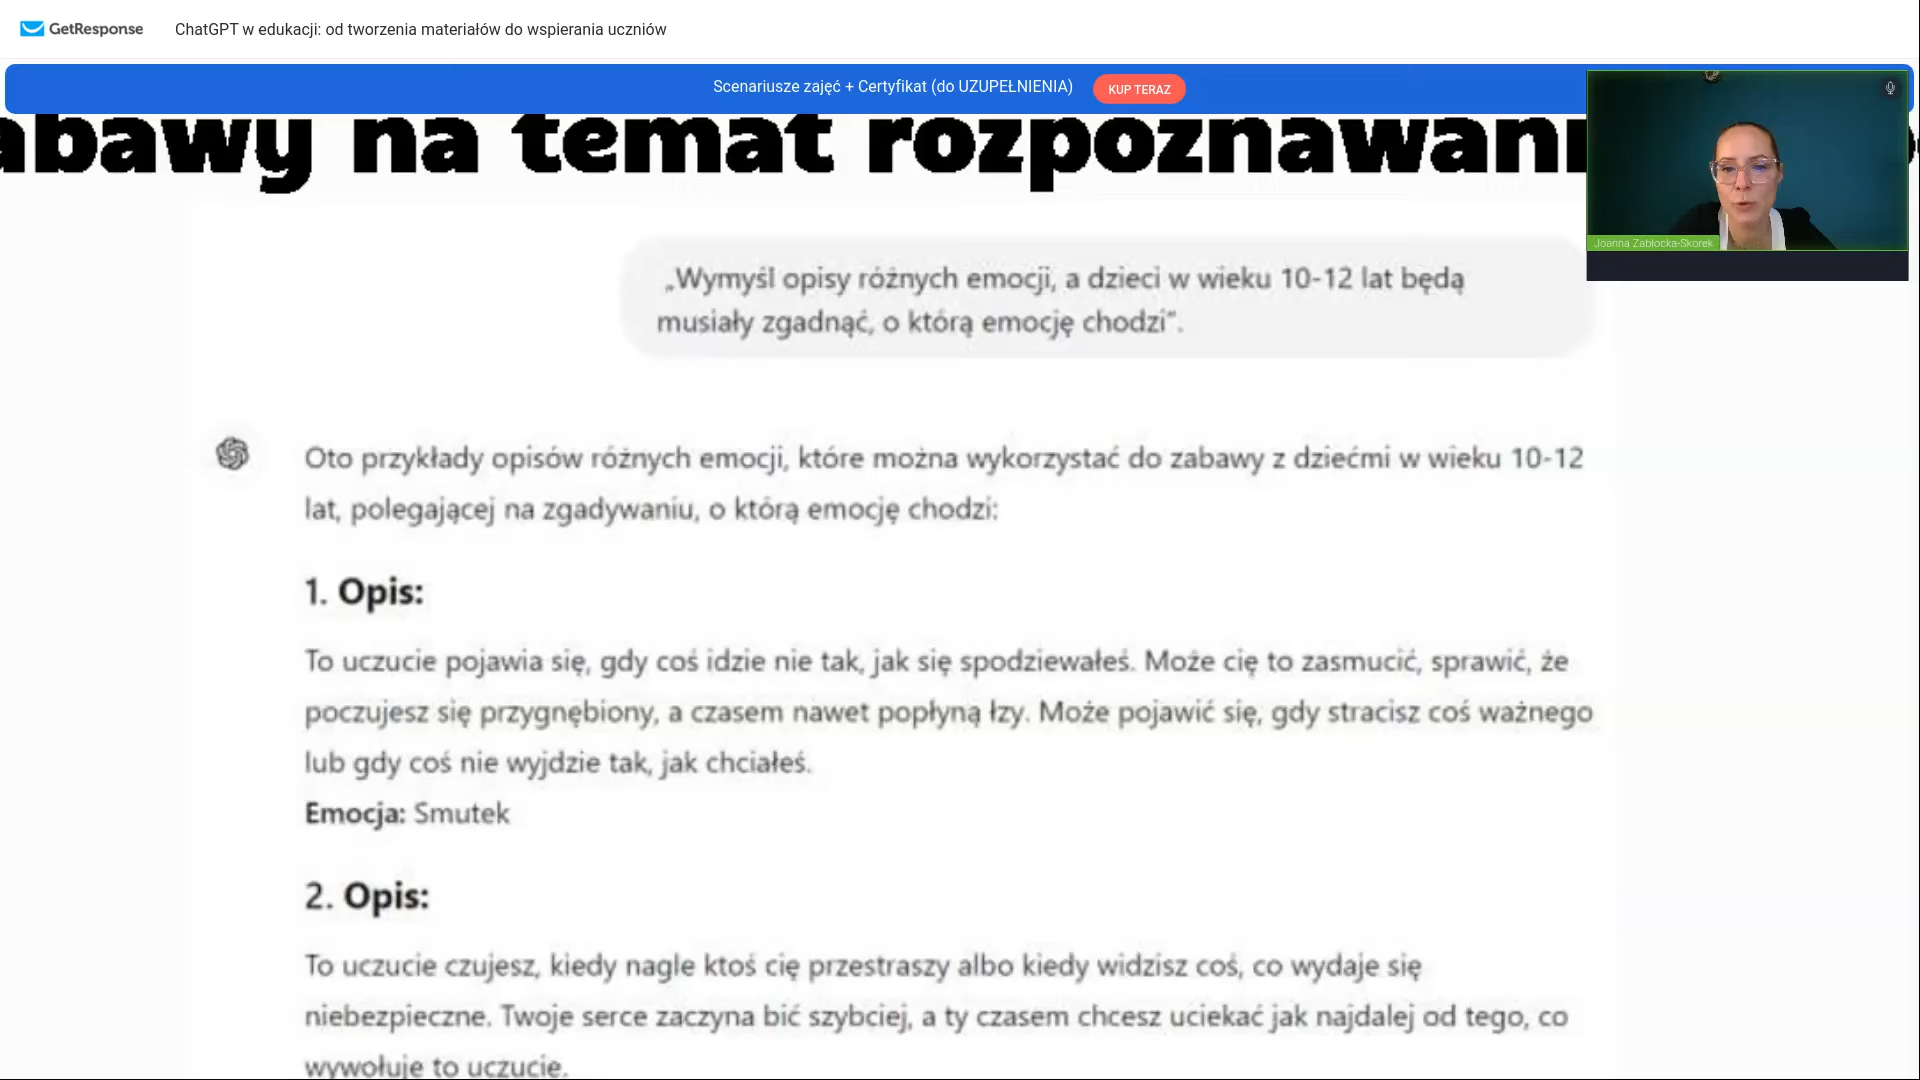 GetResponse
ChatGPT w edukacji: od tworzenia materiałów do wspierania uczniów
Scenariusze zajęć + Certyfikat (do UZUPEŁNIENIA)
KUP TERAZ
abawy na temat rozpoznawan
Joanna Zabłocka-Skorek
„Wymyśl opisy różnych emocji, a dzieci w wieku 10-12 lat będą
musiały zgadnąć, o którą emocję chodzi”.
Oto przykłady opisów różnych emocji, które można wykorzystać do zabawy z dziećmi w wieku 10-12
lat, polegającej na zgadywaniu, o którą emocję chodzi:
1. Opis:
To uczucie pojawia się, gdy coś idzie nie tak, jak się spodziewałeś. Może cię to zasmucić, sprawić, że
poczujesz się przygnębiony, a czasem nawet popłyną łzy. Może pojawić się, gdy stracisz coś ważnego
lub gdy coś nie wyjdzie tak, jak chciałeś.
Emocja: Smutek
2. Opis:
To uczucie czujesz, kiedy nagle ktoś cię przestraszy albo kiedy widzisz coś, co wydaje się
niebezpieczne. Twoje serce zaczyna bić szybciej, a ty czasem chcesz uciekać jak najdalej od tego, co
wywołuje to uczucie.